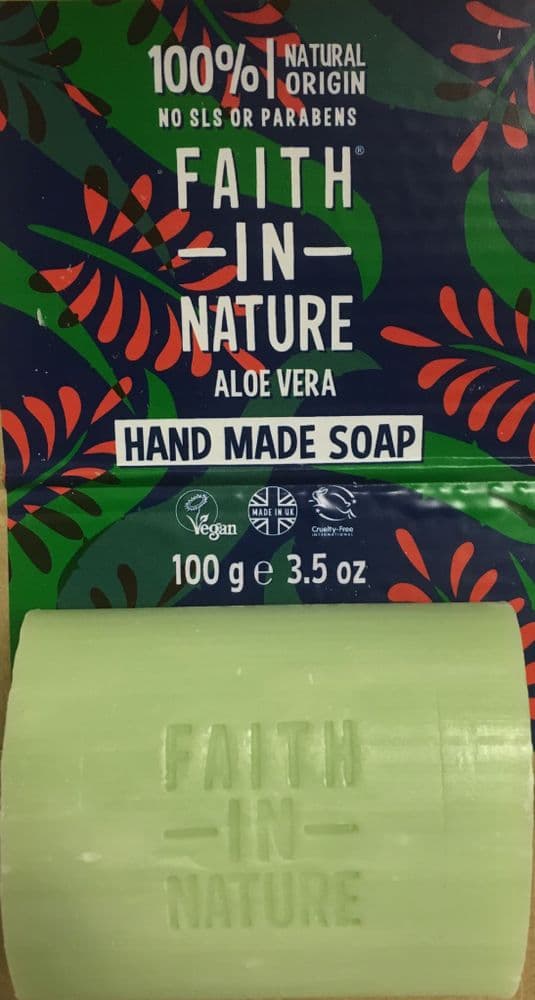 100% | NATURAL
ORIGIN
NO SLS OR PARABENS
FAITH®
—IN—
NATURE
ALOE VERA
HAND MADE SOAP
Vegan
MADE IN UK
Cruelty-Free
INTERNATIONAL
100 g e 3.5 oz
FAITH
—IN—
NATURE